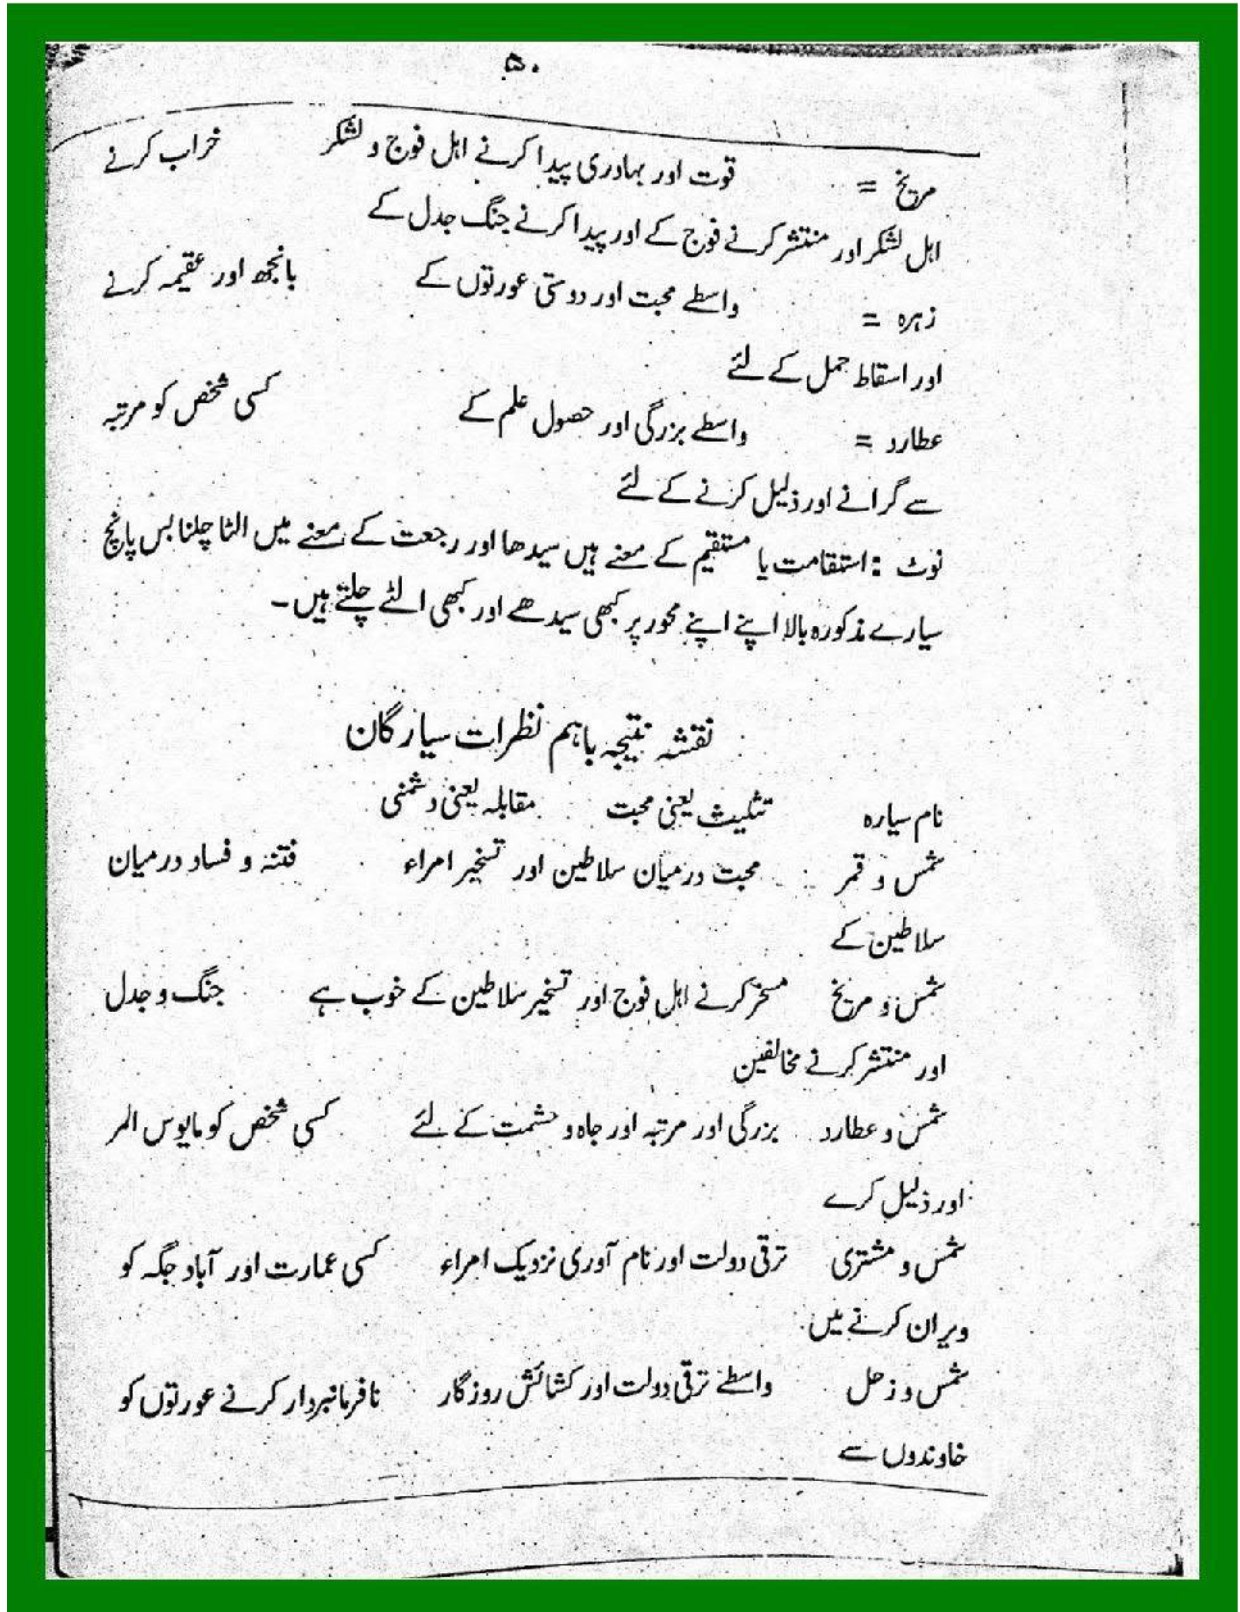 ۵۰
مریخ = قوت اور بہادری پیدا کرنے اہل فوج و لشکر خراب کرنے
اہل لشکر اور منتشر کرنے فوج کے اور پیدا کرنے جنگ جدل کے
زہرہ = واسطے محبت اور دوستی عورتوں کے بانجھ اور عقیمہ کرنے
اور اسقاط حمل کے لئے
عطارد = واسطے بزرگی اور حصول علم کے کسی شخص کو مرتبہ
سے گرانے اور ذلیل کرنے کے لئے
نوٹ : استقامت یا مستقیم کے معنے ہیں سیدھا اور رجعت کے معنے میں الٹا چلنا بس پانچ
سیارے مذکورہ بالا اپنے اپنے محور پر کبھی سیدھے اور کبھی الٹے چلتے ہیں ۔
نقشہ نتیجہ باہم نظرات سیارگان
نام سیارہ تثلیث یعنی محبت مقابلہ یعنی دشمنی
شمس و قمر محبت درمیان سلاطین اور تسخیر امراء فتنہ و فساد درمیان
سلاطین کے
شمس و مریخ مسخر کرنے اہل فوج اور تسخیر سلاطین کے خوب ہے جنگ و جدل
اور منتشر کرنے مخالفین
شمس و عطارد بزرگی اور مرتبہ اور جاہ و حشمت کے لئے کسی شخص کو مایوس المر
اور ذلیل کرے
شمس و مشتری ترقی دولت اور نام آوری نزدیک امراء کسی عمارت اور آباد جگہ کو
ویران کرنے میں
شمس و زحل واسطے ترقی دولت اور کشائش روزگار نافرمانبردار کرنے عورتوں کو
خاوندوں سے